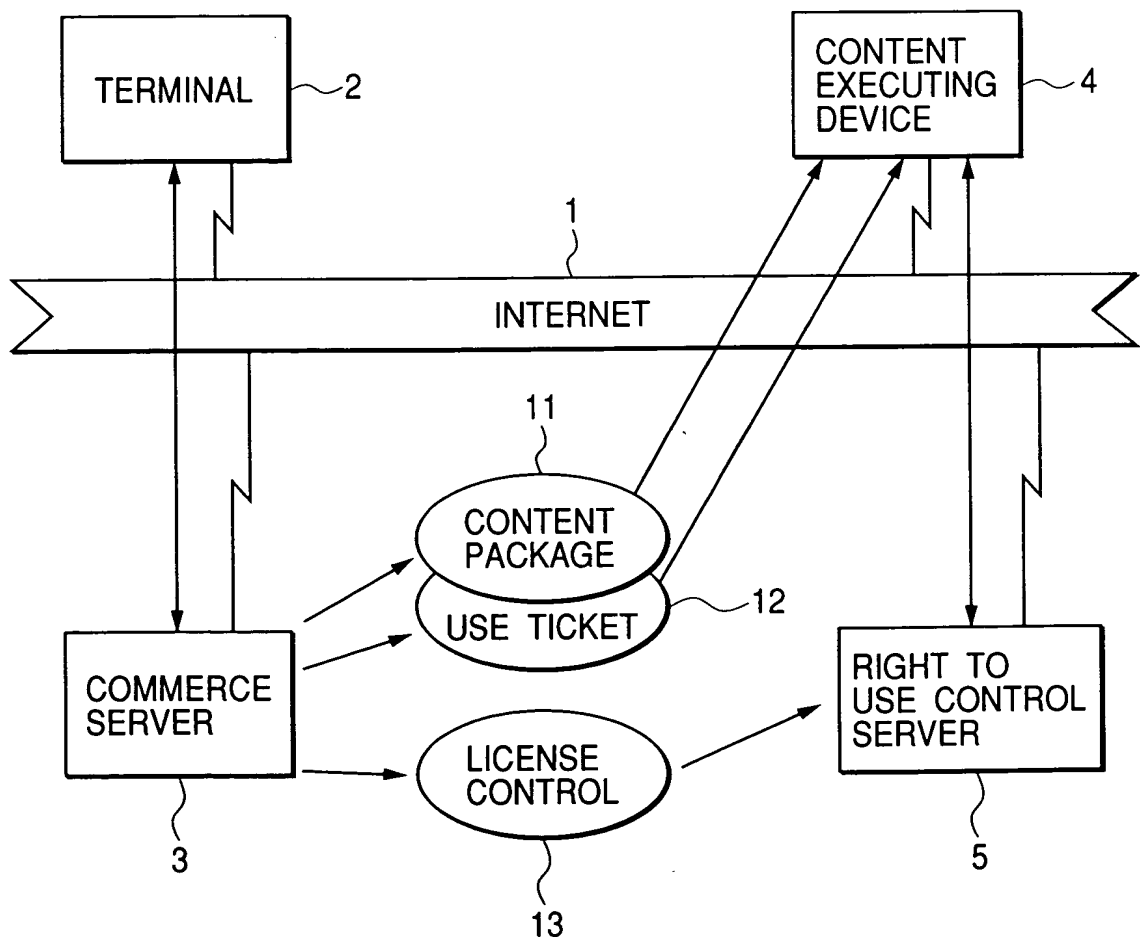 TERMINAL
2
CONTENT
EXECUTING
DEVICE
4
1
INTERNET
11
CONTENT
PACKAGE
USE TICKET
12
COMMERCE
SERVER
3
LICENSE
CONTROL
13
RIGHT TO
USE CONTROL
SERVER
5